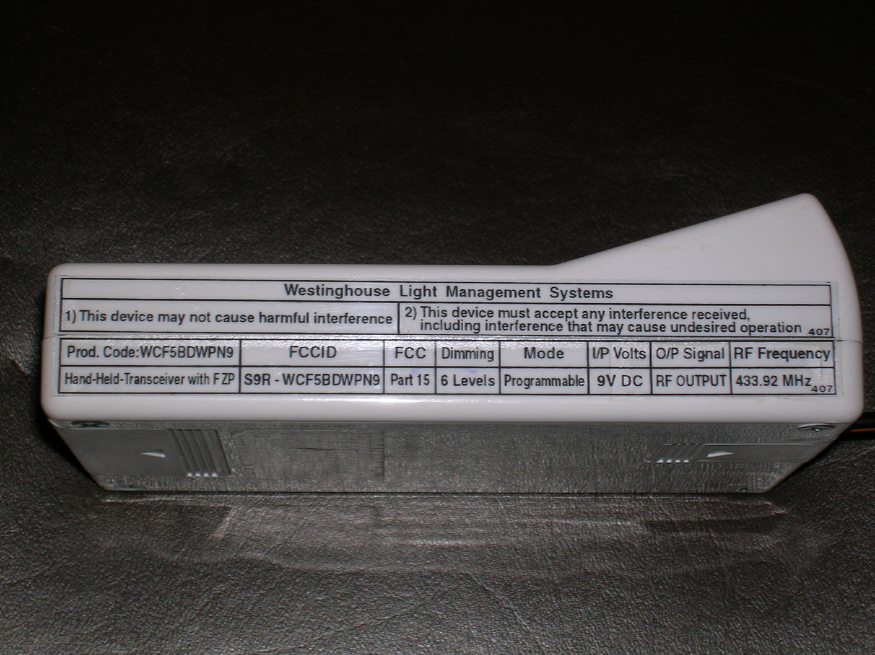 Westinghouse Light Management Systems
1) This device may not cause harmful interference
2) This device must accept any interference received,
including interference that may cause undesired operation 407
Prod. Code:WCF5BDWPN9 FCCID FCC Dimming Mode I/P Volts O/P Signal RF Frequency
Hand-Held-Transceiver with FZP S9R - WCF5BDWPN9 Part 15 6 Levels Programmable 9V DC RF OUTPUT 433.92 MHz 407